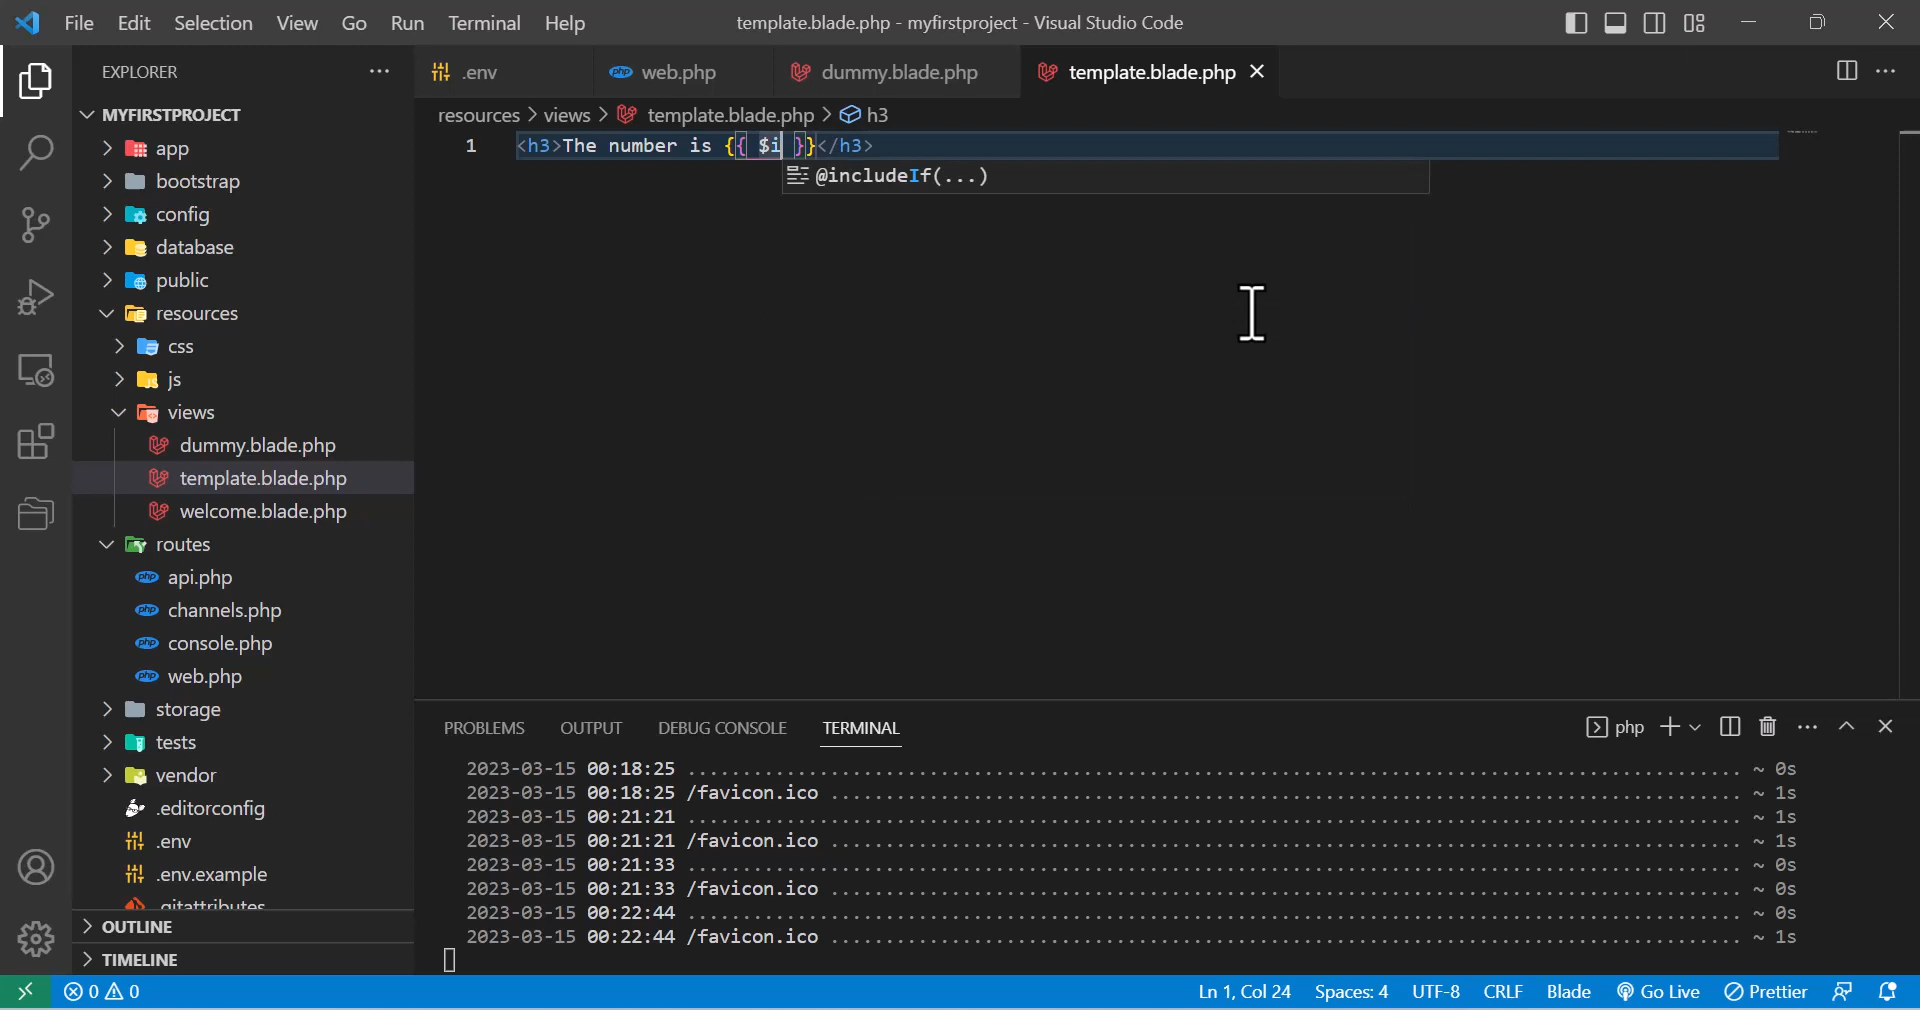 File Edit Selection View Go Run Terminal Help template.blade.php - myfirstproject - Visual Studio Code
EXPLORER
.env web.php dummy.blade.php template.blade.php
MYFIRSTPROJECT
resources > views > template.blade.php > h3
1 <h3>The number is {{ $i }}</h3>
@includeIf(...)
app
bootstrap
config
database
public
resources
css
js
views
dummy.blade.php
template.blade.php
welcome.blade.php
routes
php api.php
php channels.php
php console.php
php web.php
storage
tests
vendor
.editorconfig
.env
.env.example
.gitattributes
OUTLINE
TIMELINE
PROBLEMS OUTPUT DEBUG CONSOLE TERMINAL php
2023-03-15 00:18:25 ........................................ ~ 0s
2023-03-15 00:18:25 /favicon.ico ........................................ ~ 1s
2023-03-15 00:21:21 ........................................ ~ 1s
2023-03-15 00:21:21 /favicon.ico ........................................ ~ 1s
2023-03-15 00:21:33 ........................................ ~ 0s
2023-03-15 00:21:33 /favicon.ico ........................................ ~ 0s
2023-03-15 00:22:44 ........................................ ~ 0s
2023-03-15 00:22:44 /favicon.ico ........................................ ~ 1s
0 0 Ln 1, Col 24 Spaces: 4 UTF-8 CRLF Blade Go Live Prettier